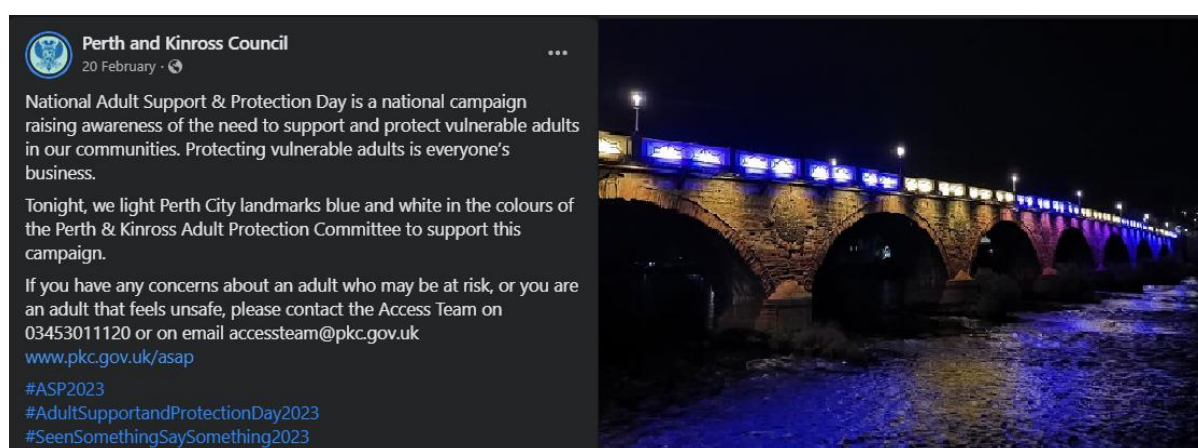 Perth and Kinross Council
20 February ·
National Adult Support & Protection Day is a national campaign
raising awareness of the need to support and protect vulnerable adults
in our communities. Protecting vulnerable adults is everyone's
business.
Tonight, we light Perth City landmarks blue and white in the colours of
the Perth & Kinross Adult Protection Committee to support this
campaign.
If you have any concerns about an adult who may be at risk, or you are
an adult that feels unsafe, please contact the Access Team on
03453011120 or on email accessteam@pkc.gov.uk
www.pkc.gov.uk/asap
#ASP2023
#AdultSupportandProtectionDay2023
#SeenSomethingSaySomething2023